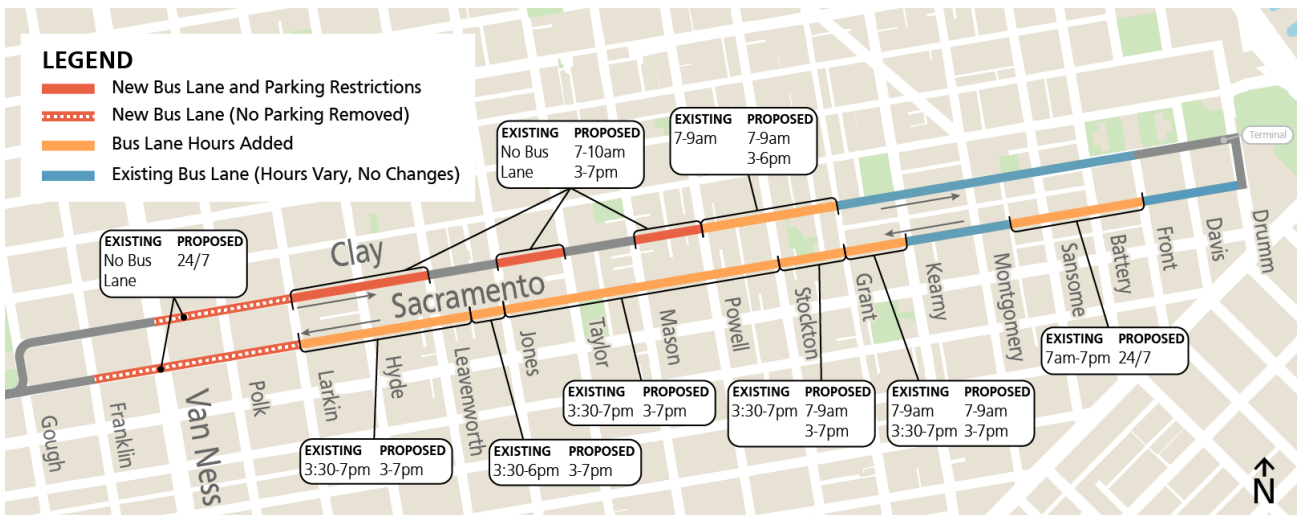 LEGEND
New Bus Lane and Parking Restrictions
New Bus Lane (No Parking Removed)
Bus Lane Hours Added
Existing Bus Lane (Hours Vary, No Changes)
EXISTING PROPOSED
No Bus 7-10am
Lane 3-7pm
EXISTING PROPOSED
7-9am 7-9am
3-6pm
Terminal
EXISTING PROPOSED
No Bus 24/7
Lane
Clay
Sacramento
Gough
Franklin
Van Ness
Polk
Larkin
Hyde
Leavenworth
Jones
Taylor
Mason
Powell
Stockton
Grant
Kearny
Montgomery
Sansome
Battery
Front
Davis
Drumm
EXISTING PROPOSED
7am-7pm 24/7
EXISTING PROPOSED
3:30-7pm 3-7pm
EXISTING PROPOSED
3:30-6pm 3-7pm
EXISTING PROPOSED
3:30-7pm 3-7pm
EXISTING PROPOSED
3:30-7pm 7-9am
3-7pm
EXISTING PROPOSED
7-9am 7-9am
3:30-7pm 3-7pm
N